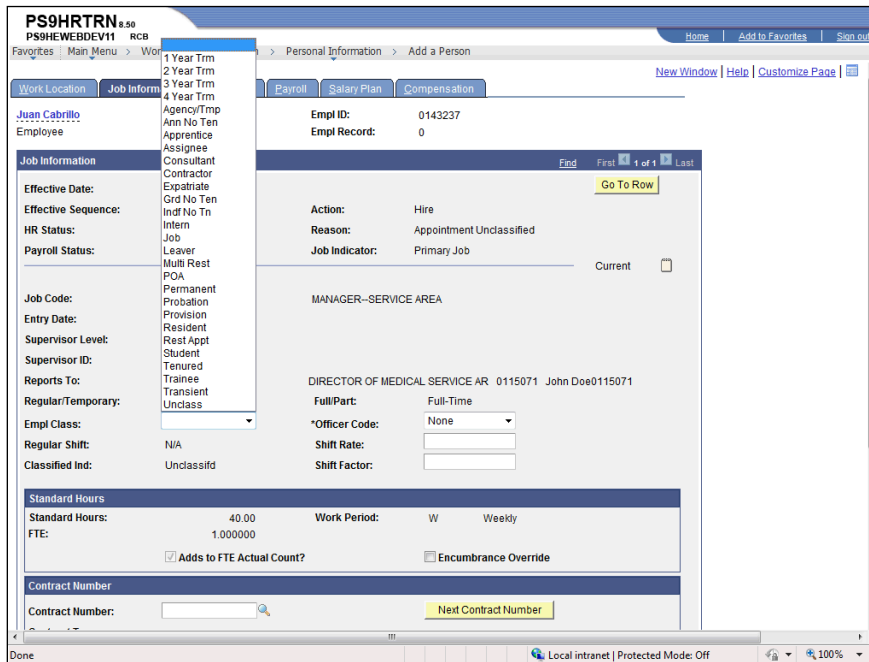 PS9HRTRN 8.50
PS9HEWEBDEV11 RCB
Home | Add to Favorites | Sign out
Favorites Main Menu > Wor > Personal Information > Add a Person
New Window | Help | Customize Page
Work Location Job Inform Payroll Salary Plan Compensation
Juan Cabrillo Empl ID: 0143237
Employee Empl Record: 0
Job Information Find First 1 of 1 Last
Effective Date: Go To Row
Effective Sequence: Action: Hire
HR Status: Reason: Appointment Unclassified
Payroll Status: Job Indicator: Primary Job
Current
Job Code: MANAGER--SERVICE AREA
Entry Date:
Supervisor Level:
Supervisor ID:
Reports To: DIRECTOR OF MEDICAL SERVICE AR 0115071 John Doe0115071
Regular/Temporary: Full/Part: Full-Time
1 Year Trm
2 Year Trm
3 Year Trm
4 Year Trm
Agency/Tmp
Ann No Ten
Apprentice
Assignee
Consultant
Contractor
Expatriate
Grd No Ten
Indf No Tn
Intern
Job
Leaver
Multi Rest
POA
Permanent
Probation
Provision
Resident
Rest Appt
Student
Tenured
Trainee
Transient
Unclass
Empl Class: *Officer Code: None
Regular Shift: N/A Shift Rate:
Classified Ind: Unclassifd Shift Factor:
Standard Hours
Standard Hours: 40.00 Work Period: W Weekly
FTE: 1.000000
Adds to FTE Actual Count? Encumbrance Override
Contract Number
Contract Number: Next Contract Number
Done Local intranet | Protected Mode: Off 100%